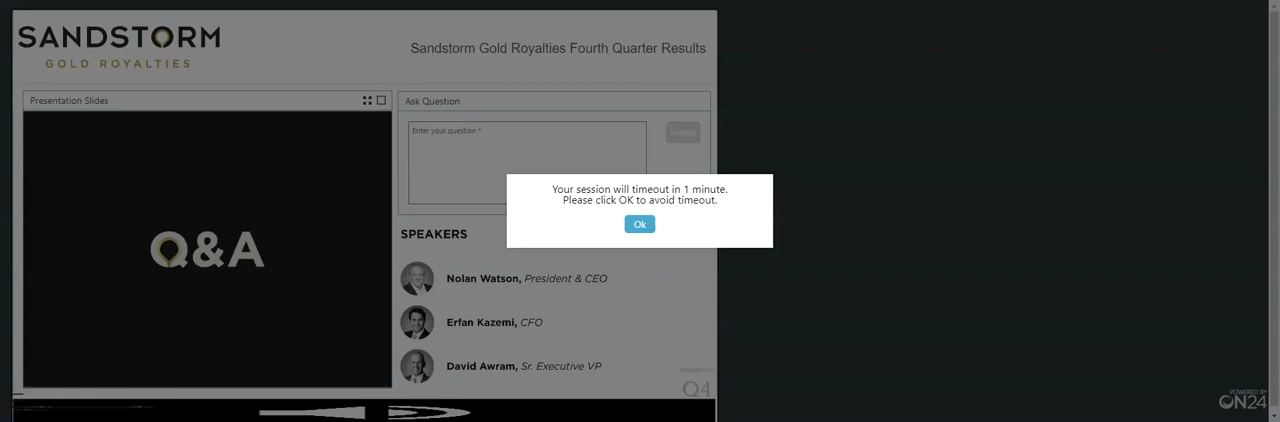 SANDSTORM
GOLD ROYALTIES
Sandstorm Gold Royalties Fourth Quarter Results
Presentation Slides
Ask Question
Enter your question *
Submit
Q&A
Your session will timeout in 1 minute.
Please click OK to avoid timeout.
Ok
SPEAKERS
Nolan Watson, President & CEO
Erfan Kazemi, CFO
David Awram, Sr. Executive VP
Q4
POWERED BY
ON24